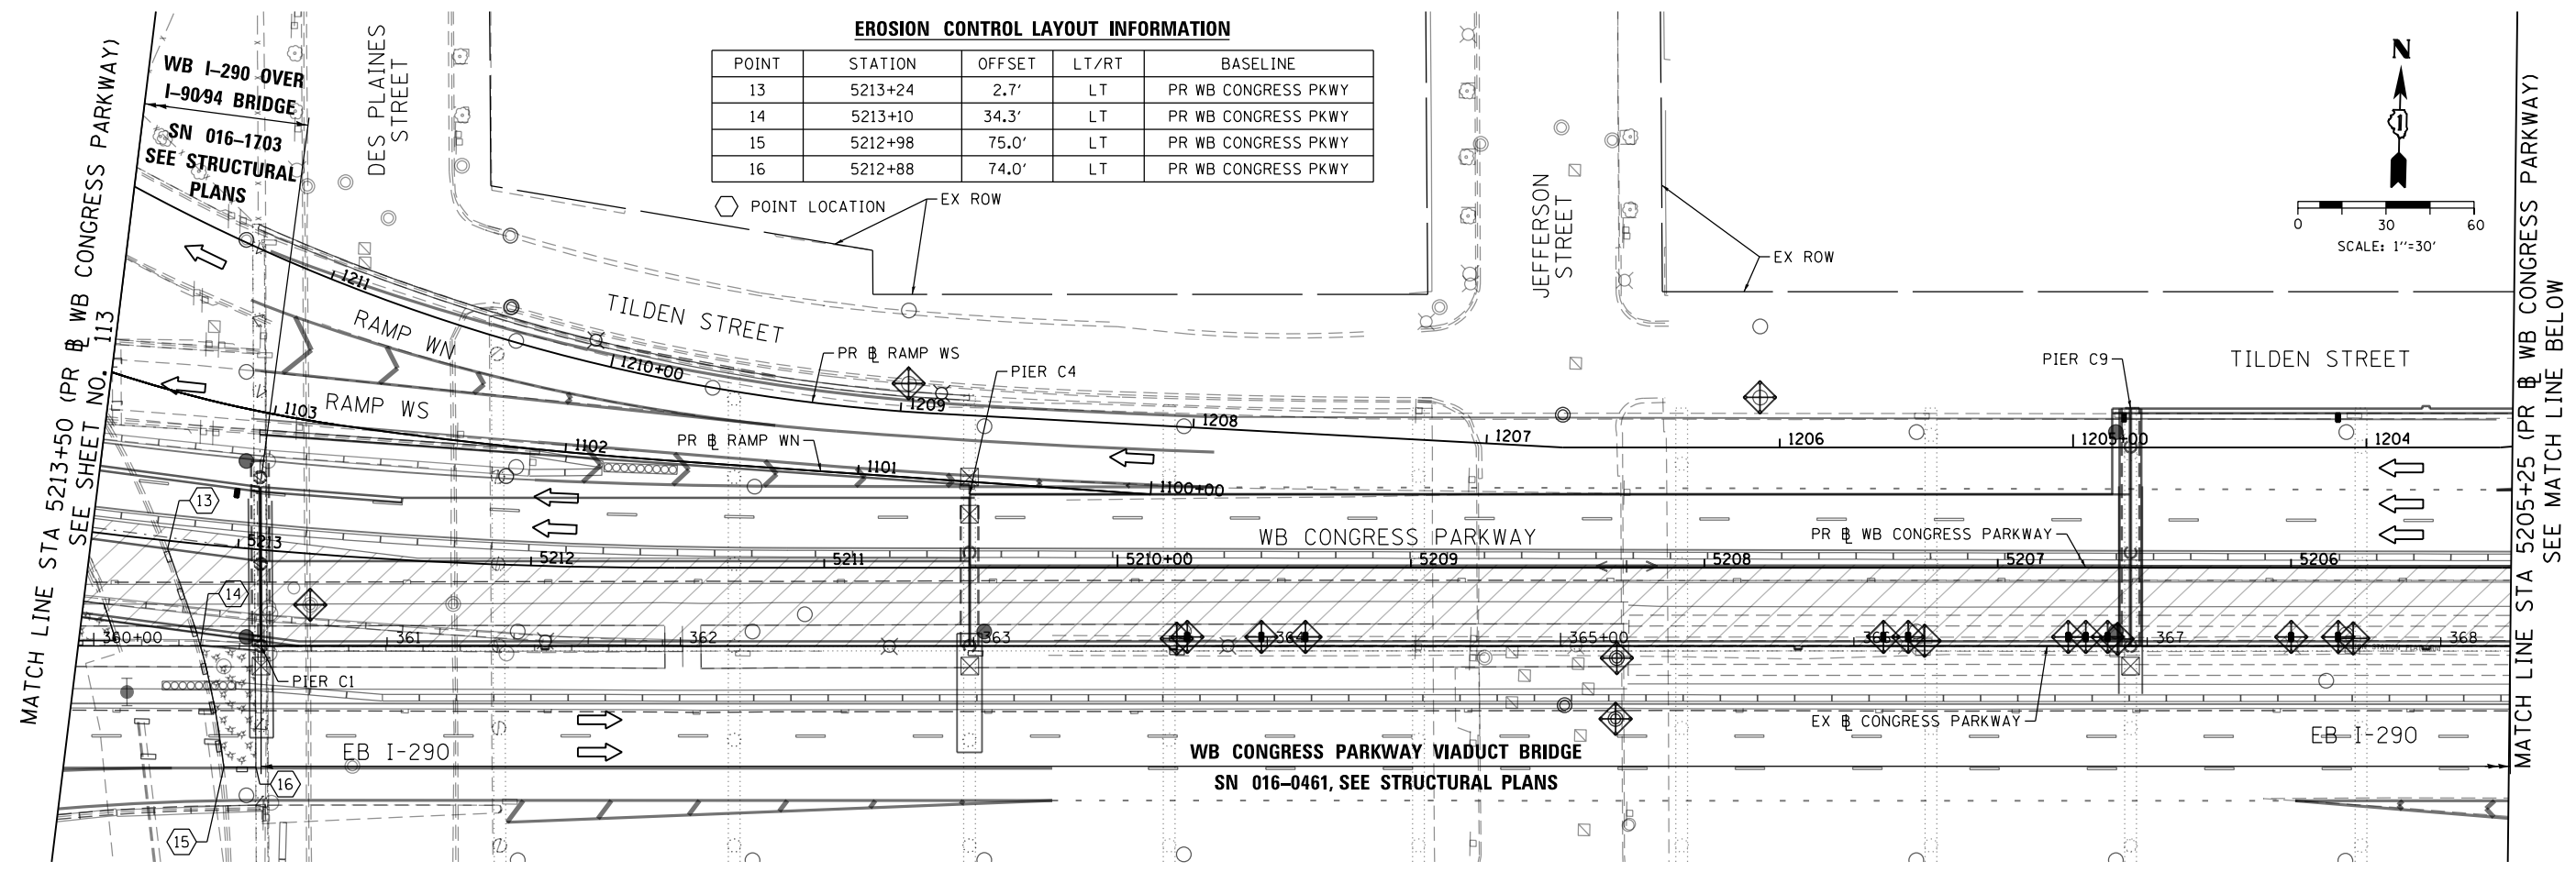 EROSION CONTROL LAYOUT INFORMATION
POINT STATION OFFSET LT/RT BASELINE
13 5213+24 2.7' LT PR WB CONGRESS PKWY
14 5213+10 34.3' LT PR WB CONGRESS PKWY
15 5212+98 75.0' LT PR WB CONGRESS PKWY
16 5212+88 74.0' LT PR WB CONGRESS PKWY
POINT LOCATION
EX ROW
WB I-290 OVER
I-90/94 BRIDGE
SN 016-1703
SEE STRUCTURAL
PLANS
DES PLAINES
STREET
JEFFERSON
STREET
EX ROW
N
0 30 60
SCALE: 1"=30'
MATCH LINE STA 5213+50 (PR ℄ WB CONGRESS PARKWAY)
SEE SHEET NO. 113
TILDEN STREET
TILDEN STREET
RAMP WN
RAMP WS
PR ℄ RAMP WS
PR ℄ RAMP WN
PIER C4
PIER C9
1211
1210+00
1209
1208
1207
1206
1205+00
1204
1103
1102
1101
1100+00
13
WB CONGRESS PARKWAY
PR ℄ WB CONGRESS PARKWAY
5213
5212
5211
5210+00
5209
5208
5207
5206
14
360+00
361
362
363
364
365+00
367
368
PIER C1
EX ℄ CONGRESS PARKWAY
EB I-290
EB I-290
WB CONGRESS PARKWAY VIADUCT BRIDGE
SN 016-0461, SEE STRUCTURAL PLANS
16
15
MATCH LINE STA 5205+25 (PR ℄ WB CONGRESS PARKWAY)
SEE MATCH LINE BELOW